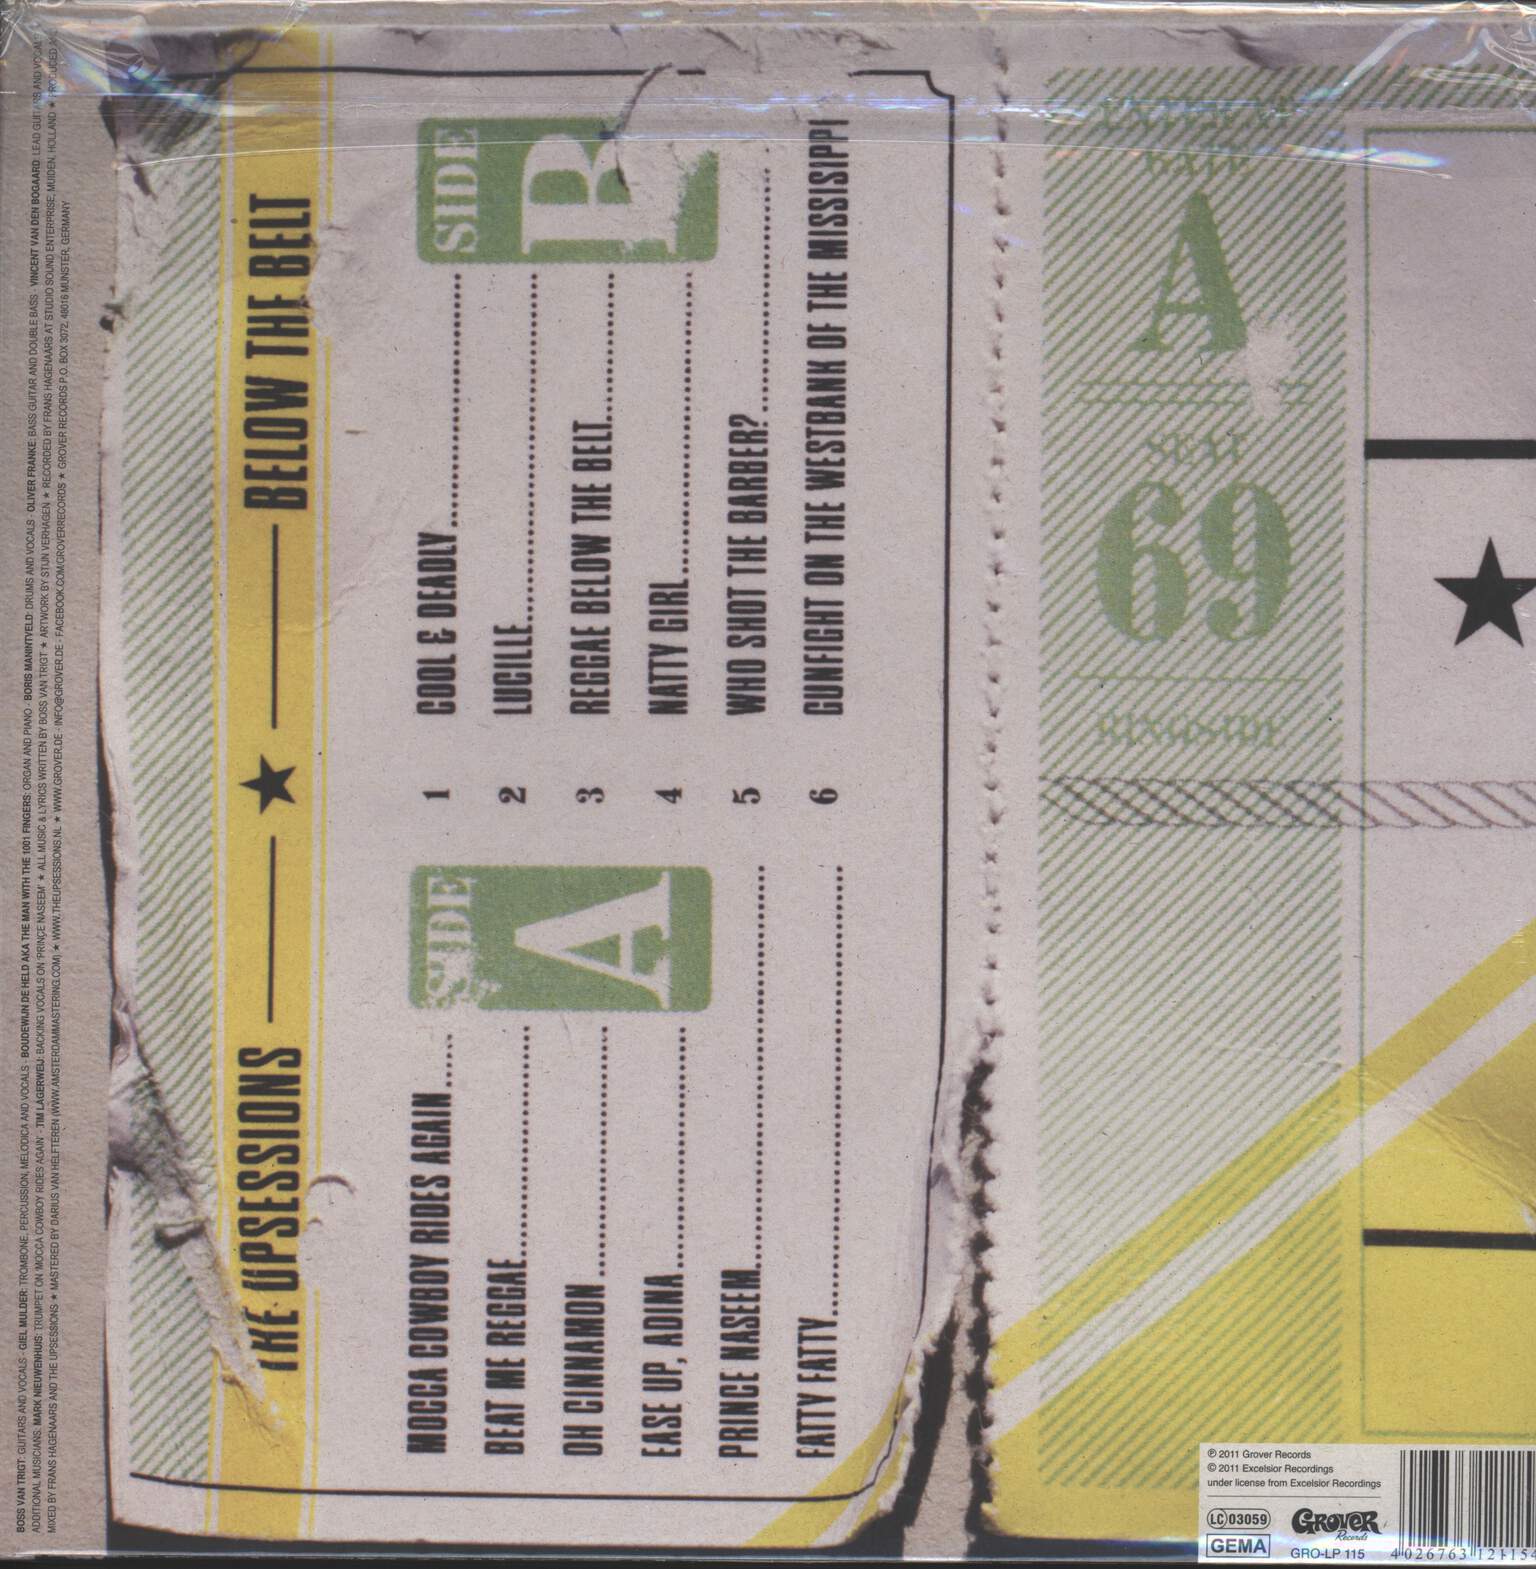 BOSS VAN TRIGT: GUITARS AND VOCALS · GIEL MULDER: TROMBONE, PERCUSSION, MELODICA AND VOCALS · BOUDEWIJN DE HELD AKA THE MAN WITH THE 1001 FINGERS: ORGAN AND PIANO · BORIS MANINTVELD: DRUMS AND VOCALS · OLIVER FRANKE: BASS GUITAR AND DOUBLE BASS · VINCENT VAN DEN BOGAARD: LEAD GUITARS AND VOCALS
ADDITIONAL MUSICIANS: MARK NIEUWENHUIS: TRUMPET ON 'MOCCA COWBOY RIDES AGAIN' · TIM LAGERWEIJ: BACKING VOCALS ON 'PRINCE NASEEM' ★ ALL MUSIC & LYRICS WRITTEN BY BOSS VAN TRIGT ★ ARTWORK BY STIJN VERHAGEN ★ RECORDED BY FRANS HAGENAARS AT STUDIO SOUND ENTERPRISE, MUIDEN, HOLLAND ★ PRODUCED AND
MIXED BY FRANS HAGENAARS AND THE UPSESSIONS ★ MASTERED BY DARIUS VAN HELFTEREN (WWW.AMSTERDAMMASTERING.COM) ★ WWW.THEUPSESSIONS.NL ★ WWW.GROVER.DE · INFO@GROVER.DE · FACEBOOK.COM/GROVERRECORDS ★ GROVER RECORDS P.O. BOX 3072, 48016 MUNSTER, GERMANY
THE UPSESSIONS ★ BELOW THE BELT
SIDE A
MOCCA COWBOY RIDES AGAIN..... 1
BEAT ME REGGAE..... 2
OH CINNAMON..... 3
EASE UP, ADINA..... 4
PRINCE NASEEM..... 5
FATTY FATTY..... 6
SIDE B
COOL & DEADLY.....
LUCILLE.....
REGGAE BELOW THE BELT.....
NATTY GIRL.....
WHO SHOT THE BARBER?.....
GUNFIGHT ON THE WESTBANK OF THE MISSISIPPI
RINGSIDE
SEAT
69
GATE
A
℗ 2011 Grover Records
© 2011 Excelsior Recordings
under license from Excelsior Recordings
LC 03059
GEMA
GROVER
Records
GRO-LP 115
4 026763 121154